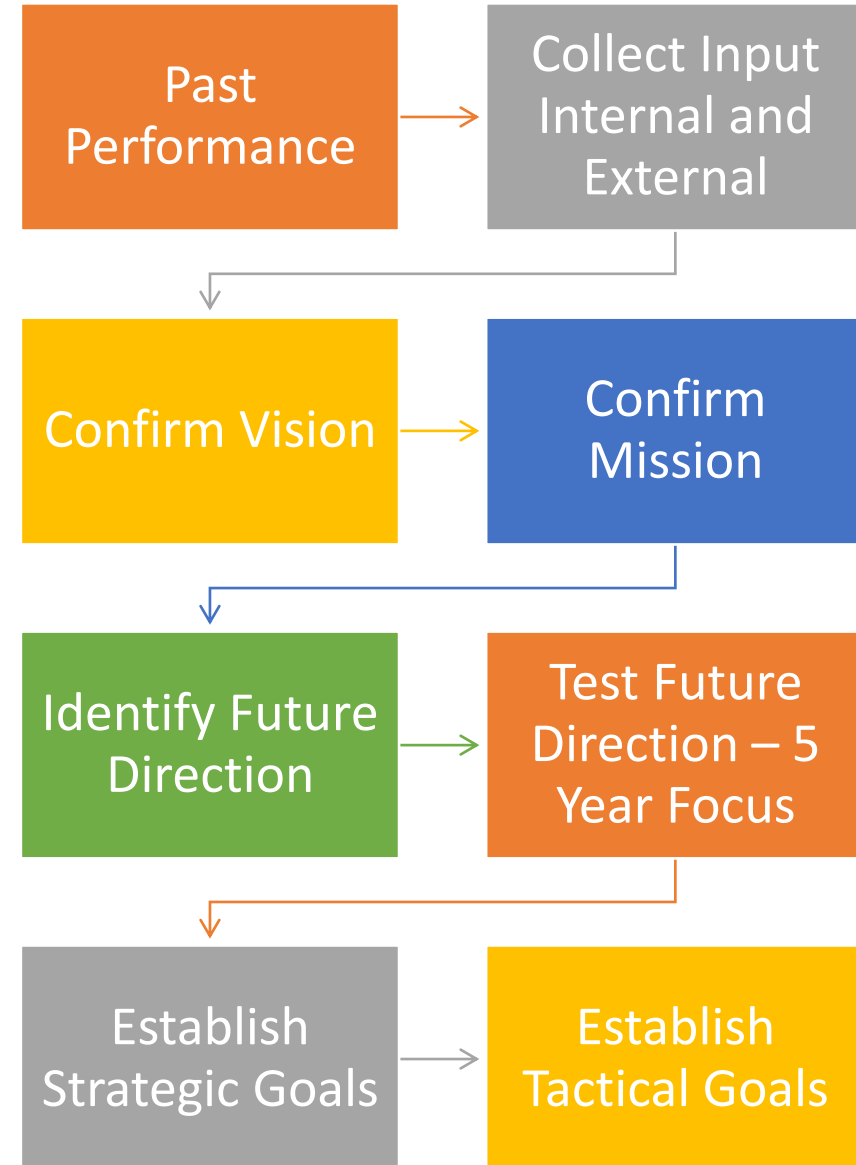 Past
Performance
Collect Input
Internal and
External
Confirm Vision
Confirm
Mission
Identify Future
Direction
Test Future
Direction – 5
Year Focus
Establish
Strategic Goals
Establish
Tactical Goals